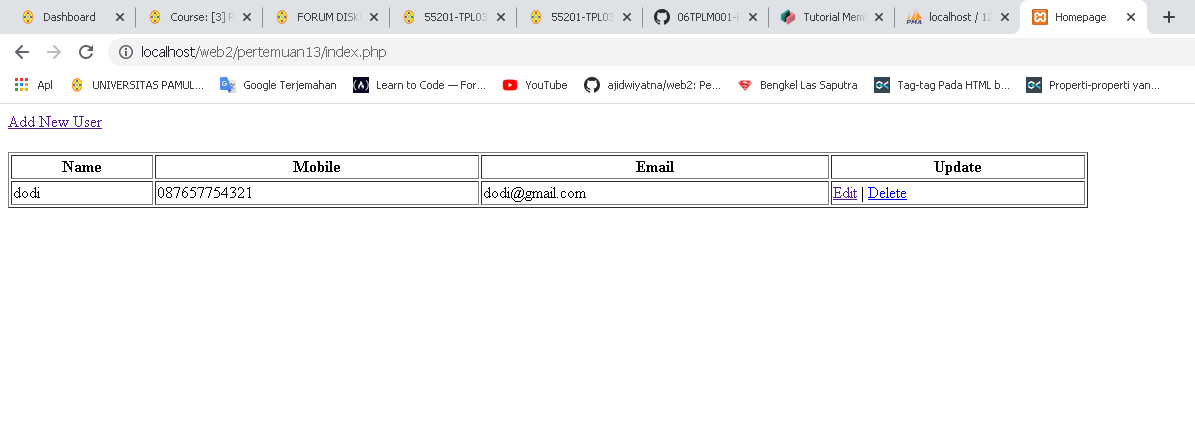 Dashboard Course: [3] P FORUM DISK 55201-TPL03 55201-TPL03 06TPLM001- Tutorial Mem localhost / 12 Homepage
localhost/web2/pertemuan13/index.php
Apl UNIVERSITAS PAMUL... Google Terjemahan Learn to Code — For... YouTube ajidwiyatna/web2: Pe... Bengkel Las Saputra Tag-tag Pada HTML b... Properti-properti yan...
Add New User
Name Mobile Email Update
dodi 087657754321 dodi@gmail.com Edit | Delete